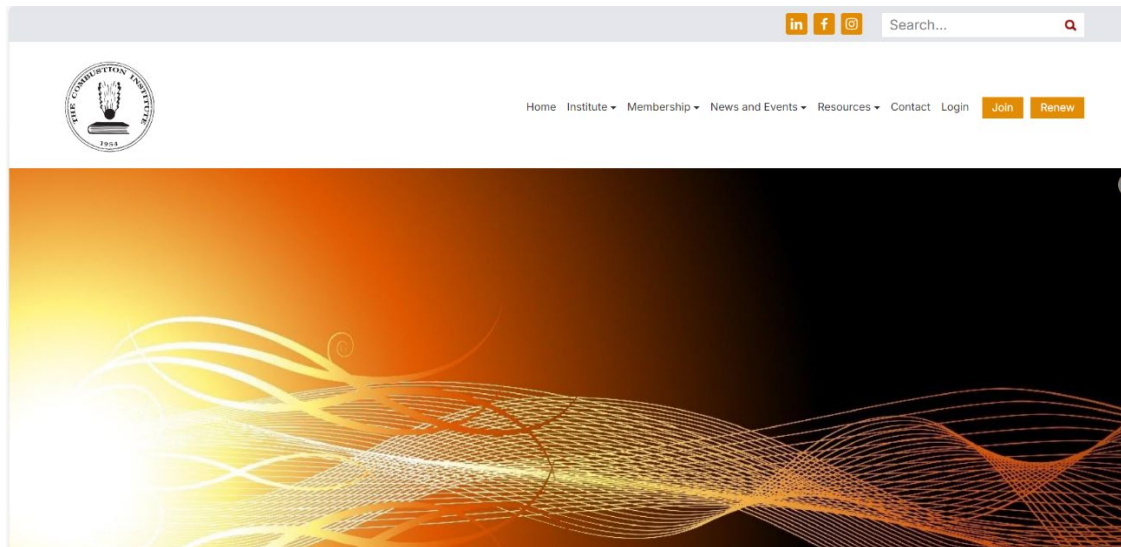 in f
Search...
THE COMBUSTION INSTITUTE
1954
Home Institute Membership News and Events Resources Contact Login Join Renew